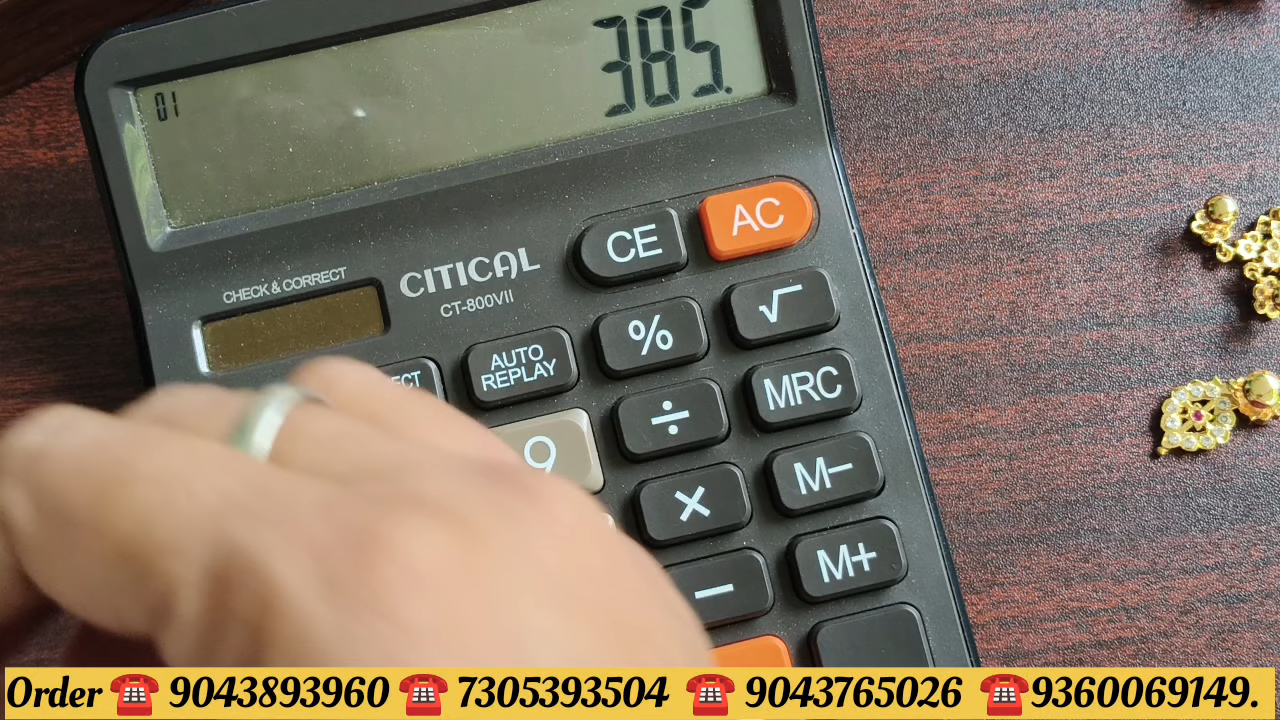 385.
01
CE
AC
CITICAL
CHECK & CORRECT
CT-800VII
%
√
AUTO
REPLAY
MRC
÷
9
M−
×
M+
−
Order ☎ 9043893960 ☎ 7305393504 ☎ 9043765026 ☎9360069149.